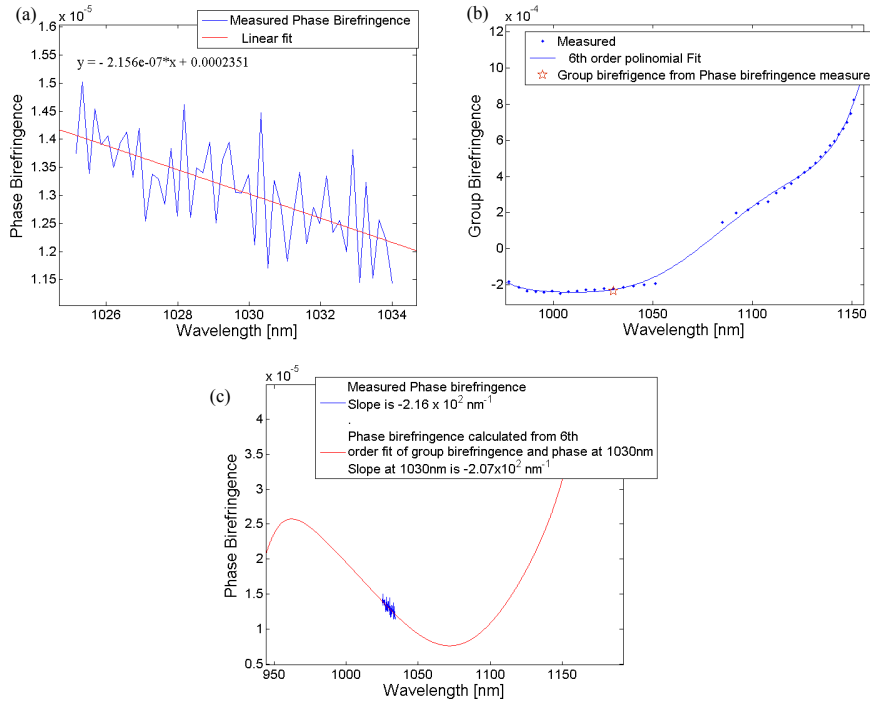 (a)
x 10^-5
Measured Phase Birefringence
Linear fit
y = - 2.156e-07*x + 0.0002351
1.5
1.45
1.4
1.35
1.3
1.25
1.2
1.15
Phase Birefringence
1026
1028
1030
1032
1034
Wavelength [nm]
(b)
x 10^-4
Measured
6th order polinomial Fit
Group birefrigence from Phase birefringence measure
12
10
8
6
4
2
0
-2
Group Birefringence
1000
1050
1100
1150
Wavelength [nm]
(c)
x 10^-5
Measured Phase birefringence
Slope is -2.16 x 10^2 nm^-1
.
Phase birefringence calculated from 6th
order fit of group birefringence and phase at 1030nm
Slope at 1030nm is -2.07x10^2 nm^-1
4
3.5
2.5
2
1.5
1
0.5
Phase Birefringence
950
1000
1050
1100
1150
Wavelength [nm]